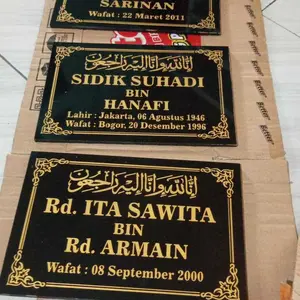 SARINAN
Wafat : 22 Maret 2011
إنا لله وإنا إليه راجعون
SIDIK SUHADI
BIN
HANAFI
Lahir : Jakarta, 06 Agustus 1946
Wafat : Bogor, 20 Desember 1996
إنا لله وإنا إليه راجعون
Rd. ITA SAWITA
BIN
Rd. ARMAIN
Wafat : 08 September 2000
Better